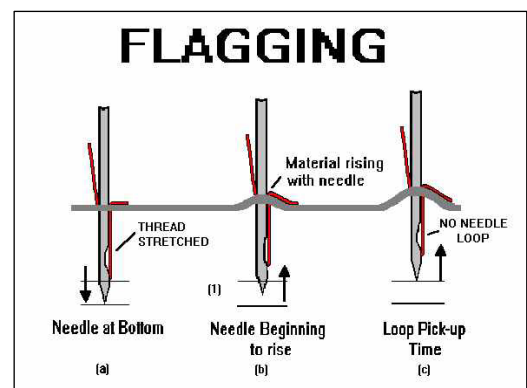 FLAGGING
Material rising
with needle
THREAD
STRETCHED
NO NEEDLE
LOOP
(1)
Needle at Bottom
Needle Beginning
to rise
Loop Pick-up
Time
(a)
(b)
(c)